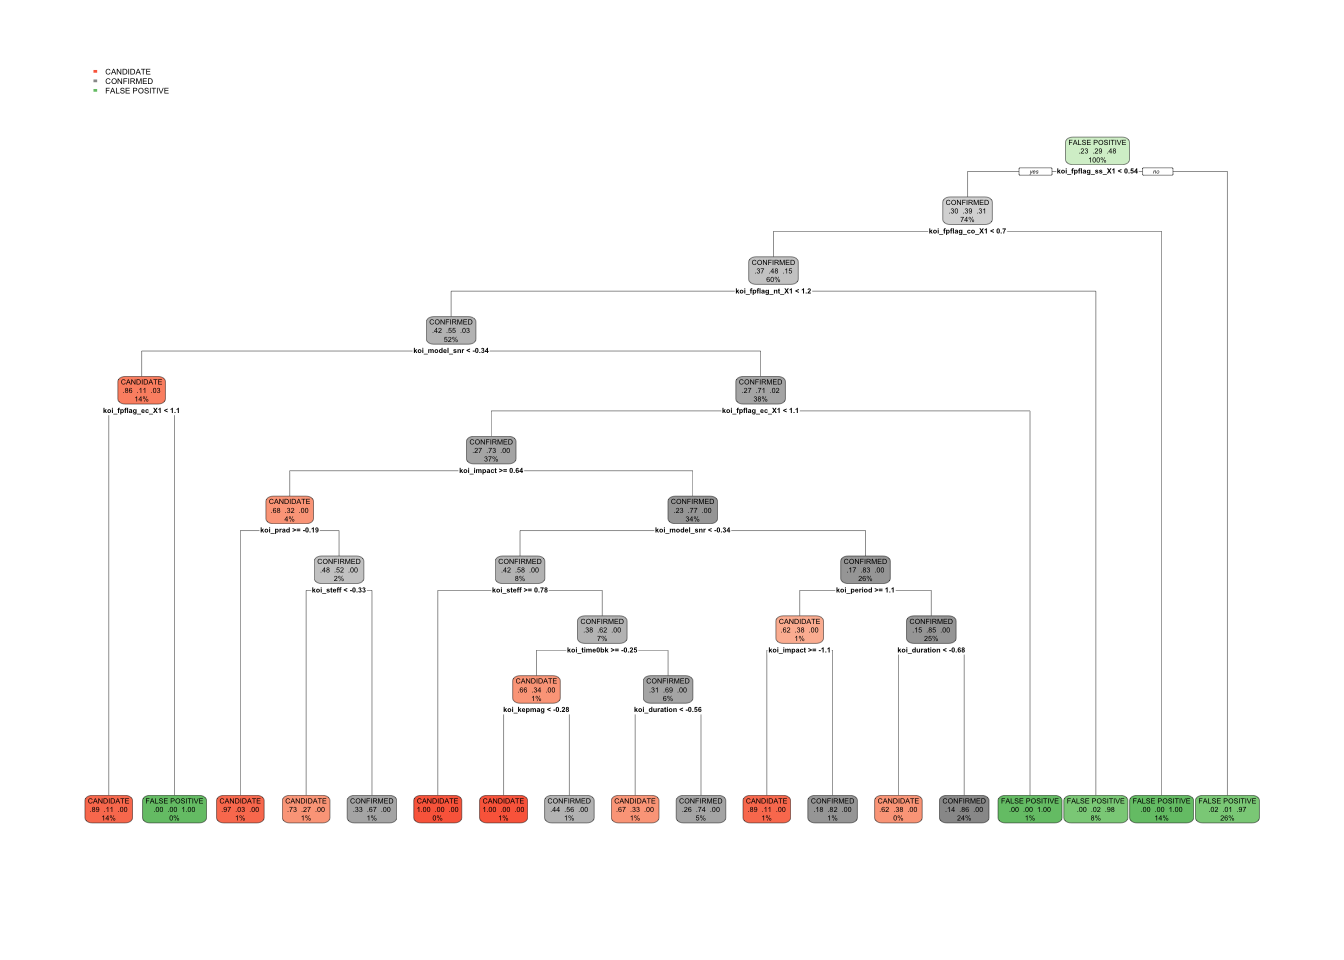 CANDIDATE
CONFIRMED
FALSE POSITIVE
FALSE POSITIVE
.23 .29 .48
100%
yes koi_fpflag_ss_X1 < 0.54 no
CONFIRMED
.30 .39 .31
74%
koi_fpflag_co_X1 < 0.7
CONFIRMED
.37 .48 .15
60%
koi_fpflag_nt_X1 < 1.2
CONFIRMED
.42 .55 .03
52%
koi_model_snr < -0.34
CANDIDATE
.86 .11 .03
14%
koi_fpflag_ec_X1 < 1.1
CONFIRMED
.27 .71 .02
38%
koi_fpflag_ec_X1 < 1.1
CONFIRMED
.27 .73 .00
37%
koi_impact >= 0.64
CANDIDATE
.68 .32 .00
4%
koi_prad >= -0.19
CONFIRMED
.23 .77 .00
34%
koi_model_snr < -0.34
CONFIRMED
.48 .52 .00
2%
koi_steff < -0.33
CONFIRMED
.42 .58 .00
8%
koi_steff >= 0.78
CONFIRMED
.17 .83 .00
26%
koi_period >= 1.1
CONFIRMED
.38 .62 .00
7%
koi_time0bk >= -0.25
CANDIDATE
.62 .38 .00
1%
koi_impact >= -1.1
CONFIRMED
.15 .85 .00
25%
koi_duration < -0.68
CANDIDATE
.66 .34 .00
1%
koi_kepmag < -0.28
CONFIRMED
.31 .69 .00
6%
koi_duration < -0.56
CANDIDATE
.89 .11 .00
14%
FALSE POSITIVE
.00 .00 1.00
0%
CANDIDATE
.97 .03 .00
1%
CANDIDATE
.73 .27 .00
1%
CONFIRMED
.33 .67 .00
1%
CANDIDATE
1.00 .00 .00
0%
CANDIDATE
1.00 .00 .00
1%
CONFIRMED
.44 .56 .00
1%
CANDIDATE
.67 .33 .00
1%
CONFIRMED
.26 .74 .00
5%
CANDIDATE
.89 .11 .00
1%
CONFIRMED
.18 .82 .00
1%
CANDIDATE
.62 .38 .00
0%
CONFIRMED
.14 .86 .00
24%
FALSE POSITIVE
.00 .00 1.00
1%
FALSE POSITIVE
.00 .02 .98
8%
FALSE POSITIVE
.00 .00 1.00
14%
FALSE POSITIVE
.02 .01 .97
26%